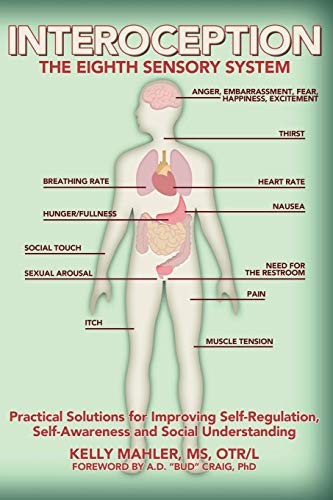 INTEROCEPTION
THE EIGHTH SENSORY SYSTEM
ANGER, EMBARRASSMENT, FEAR,
HAPPINESS, EXCITEMENT
THIRST
BREATHING RATE
HEART RATE
HUNGER/FULLNESS
NAUSEA
SOCIAL TOUCH
SEXUAL AROUSAL
NEED FOR
THE RESTROOM
PAIN
ITCH
MUSCLE TENSION
Practical Solutions for Improving Self-Regulation,
Self-Awareness and Social Understanding
KELLY MAHLER, MS, OTR/L
FOREWORD BY A.D. "BUD" CRAIG, PhD